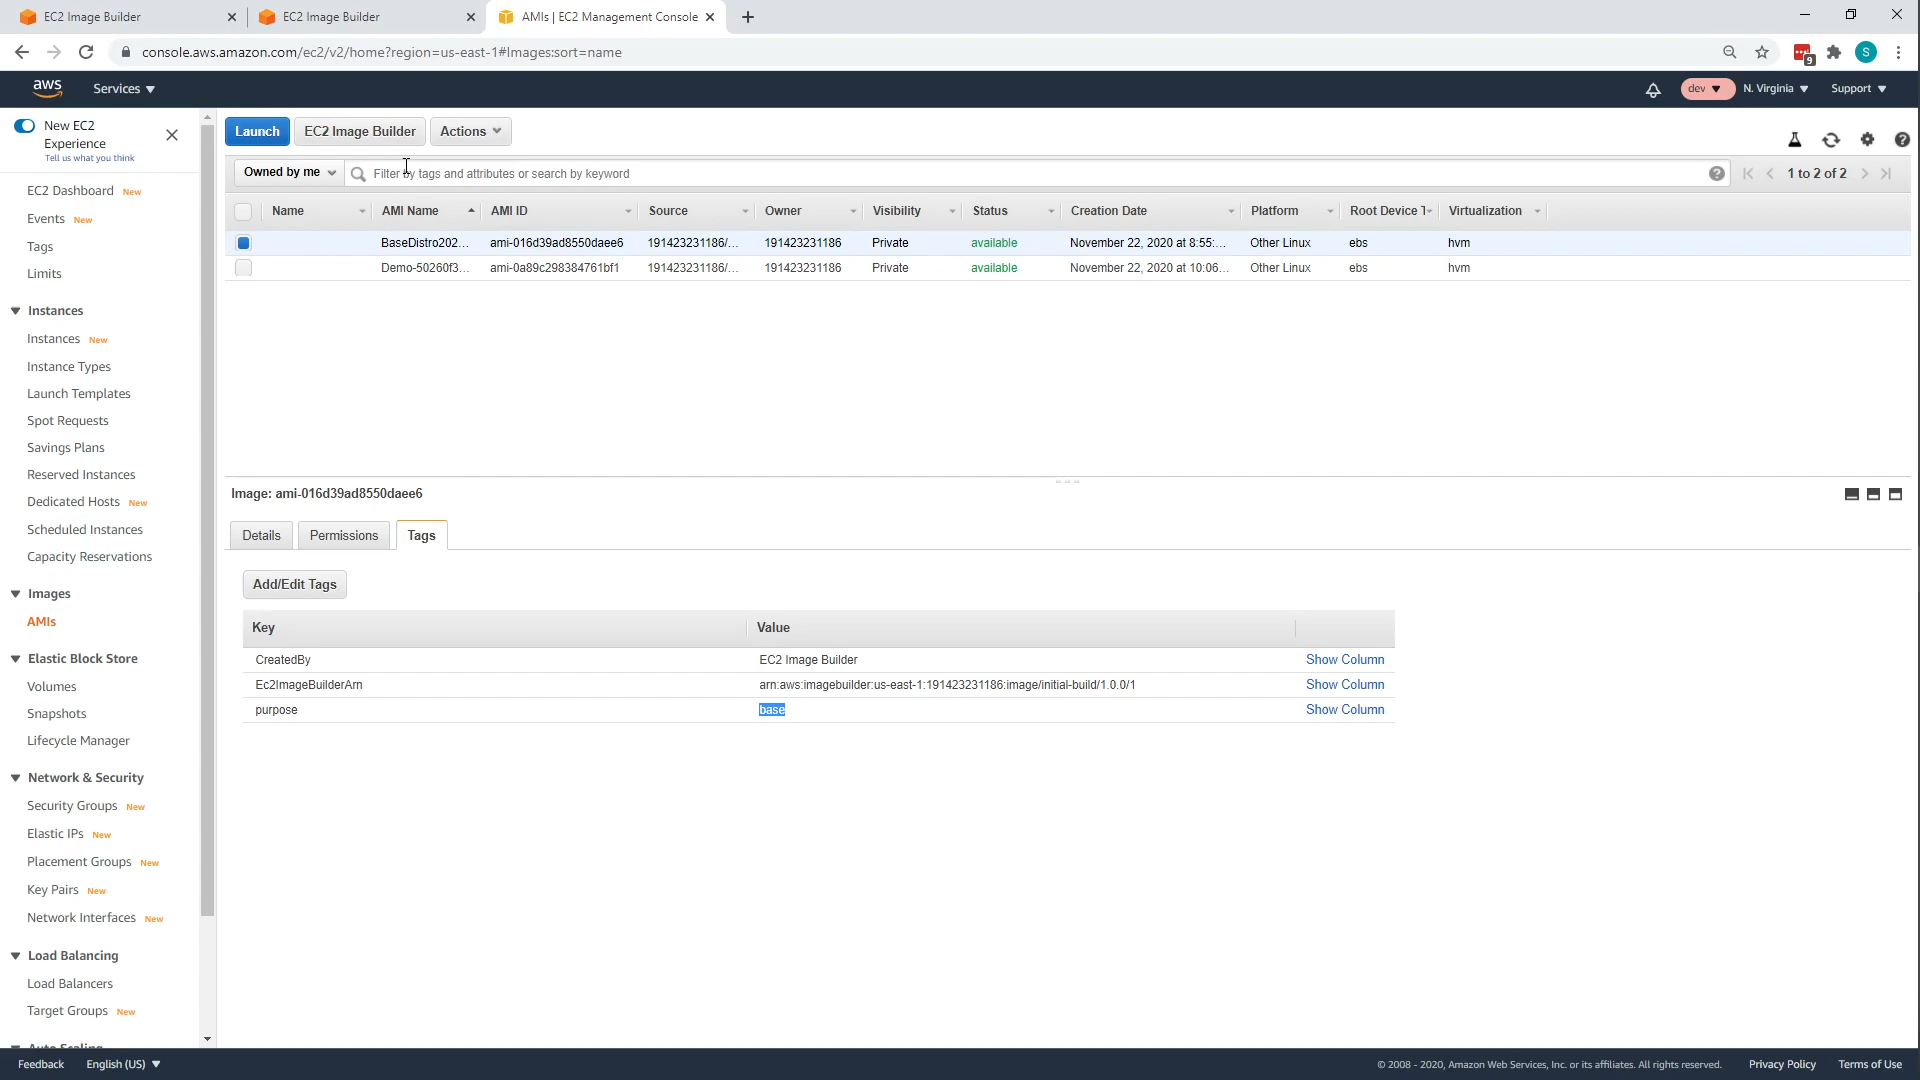 EC2 Image Builder
EC2 Image Builder
AMIs | EC2 Management Console
console.aws.amazon.com/ec2/v2/home?region=us-east-1#Images:sort=name
9
S
aws
Services
dev
N. Virginia
Support
New EC2
Experience
Tell us what you think
EC2 Dashboard New
Events New
Tags
Limits
Instances
Instances New
Instance Types
Launch Templates
Spot Requests
Savings Plans
Reserved Instances
Dedicated Hosts New
Scheduled Instances
Capacity Reservations
Images
AMIs
Elastic Block Store
Volumes
Snapshots
Lifecycle Manager
Network & Security
Security Groups New
Elastic IPs New
Placement Groups New
Key Pairs New
Network Interfaces New
Load Balancing
Load Balancers
Target Groups New
Auto Scaling
Launch
EC2 Image Builder
Actions
Owned by me
Filter by tags and attributes or search by keyword
1 to 2 of 2
Name AMI Name AMI ID Source Owner Visibility Status Creation Date Platform Root Device T Virtualization
BaseDistro202... ami-016d39ad8550daee6 191423231186/... 191423231186 Private available November 22, 2020 at 8:55:... Other Linux ebs hvm
Demo-50260f3... ami-0a89c298384761bf1 191423231186/... 191423231186 Private available November 22, 2020 at 10:06... Other Linux ebs hvm
Image: ami-016d39ad8550daee6
Details
Permissions
Tags
Add/Edit Tags
Key Value
CreatedBy EC2 Image Builder Show Column
Ec2ImageBuilderArn arn:aws:imagebuilder:us-east-1:191423231186:image/initial-build/1.0.0/1 Show Column
purpose base Show Column
Feedback
English (US)
© 2008 - 2020, Amazon Web Services, Inc. or its affiliates. All rights reserved.
Privacy Policy
Terms of Use